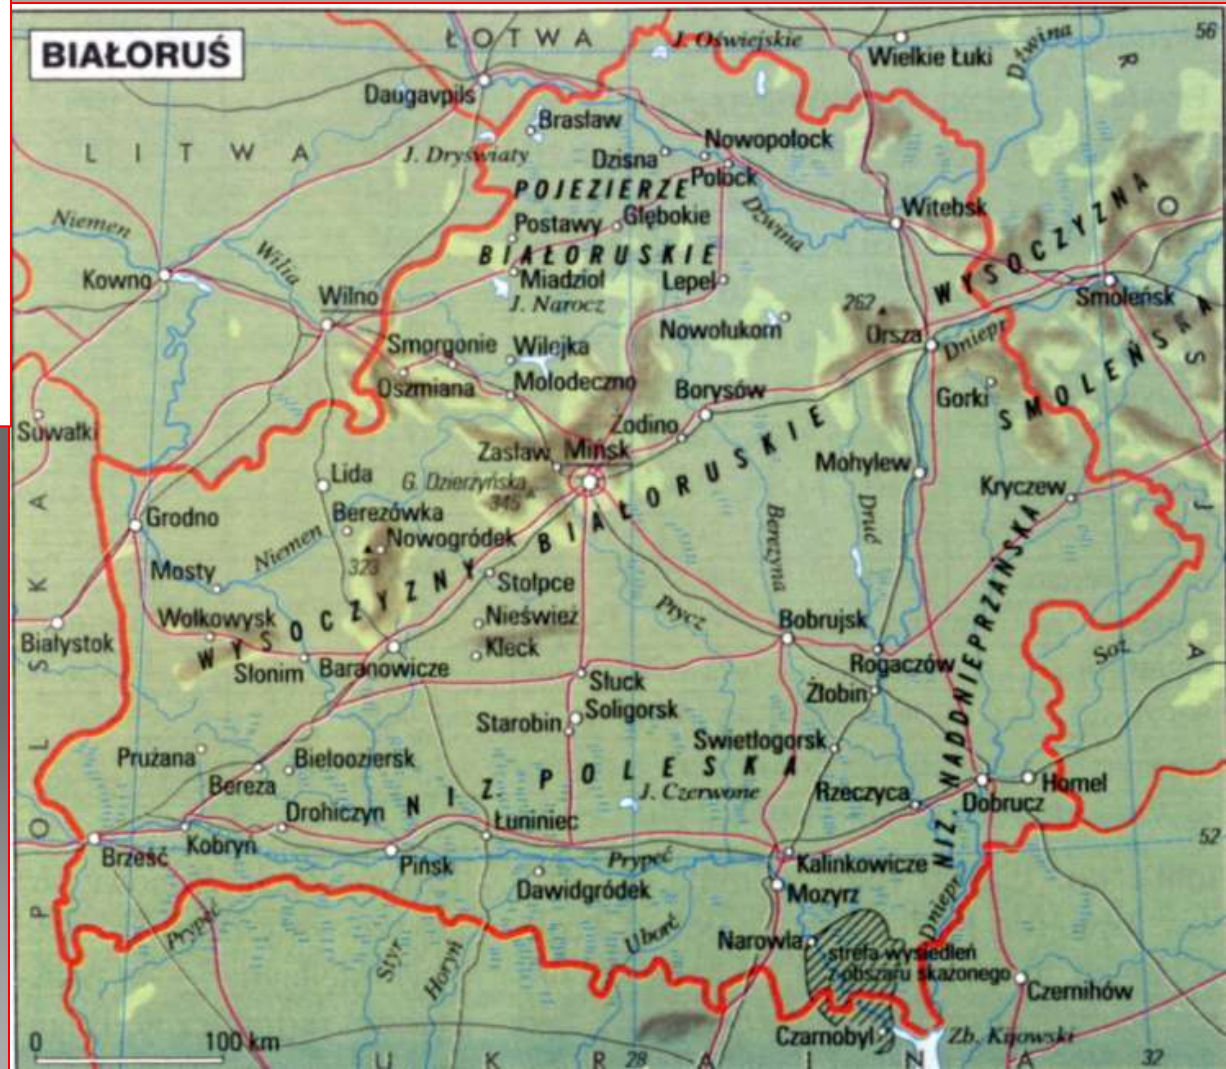 BIAŁORUŚ
ŁOTWA
J. Oświejskie
Wielkie Łuki
Dźwina
56
R
Daugavpils
Brasław
LITWA
J. Dryświaty
Dzisna
Nowopołock
Połock
POJEZIERZE
Niemen
Postawy
Głębokie
Dźwina
Witebsk
WYSOCZYZNA
Wilia
BIAŁORUSKIE
Kowno
Miadzioł
Lepel
Wilno
J. Narocz
262
Smoleńsk
Smorgonie
Wilejka
Nowołukom
Orsza
Dniepr
S
Oszmiana
Mołodeczno
Borysów
Gorki
SMOLEŃSKA
Suwałki
Żodino
Zasław
Mińsk
Lida
G. Dzierżyńska
345
Mohylew
Kryczew
Grodno
Berezówka
Nowogródek
Niemen
323
Berezyna
Druć
J
Mosty
Stołpce
Wołkowysk
Nieśwież
Ptycz
Bobrujsk
Białystok
Kleck
WYSOCZYZNY BIAŁORUSKIE
Soż
A
Słonim
Baranowicze
Rogaczów
Słuck
Żłobin
Starobin
Soligorsk
NIZ. NADDNIEPRZAŃSKA
Prużana
Biełooziersk
Swietłogorsk
Bereza
NIZ. POLESKA
J. Czerwone
Homel
Drohiczyn
Rzeczyca
Dobrucz
Łuniniec
POLSKA
Brześć
Kobryń
Pińsk
Prypeć
Kalinkowicze
52
Dawidgródek
Mozyrz
Prypeć
Styr
Horyń
Uborć
Narowla
Dniepr
strefa wysiedleń
z obszaru skażonego
Czernihów
Czarnobyl
Zb. Kijowski
0 100 km
UKRAINA
28
32